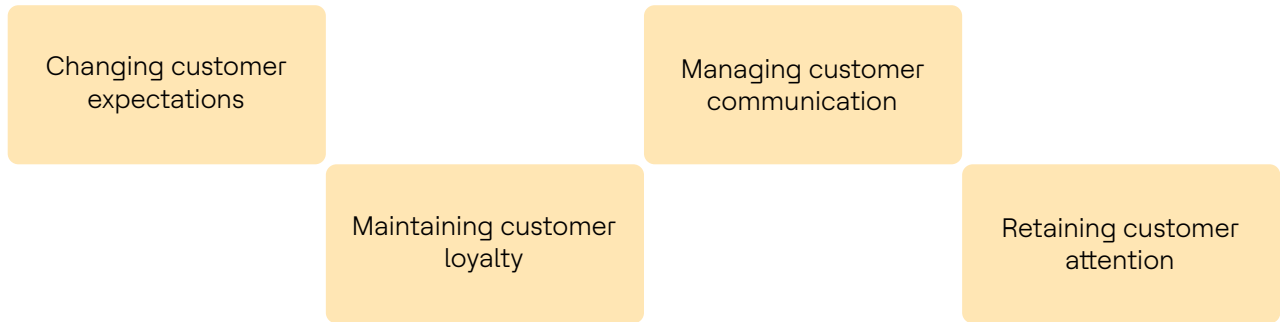 Changing customer
expectations
Maintaining customer
loyalty
Managing customer
communication
Retaining customer
attention